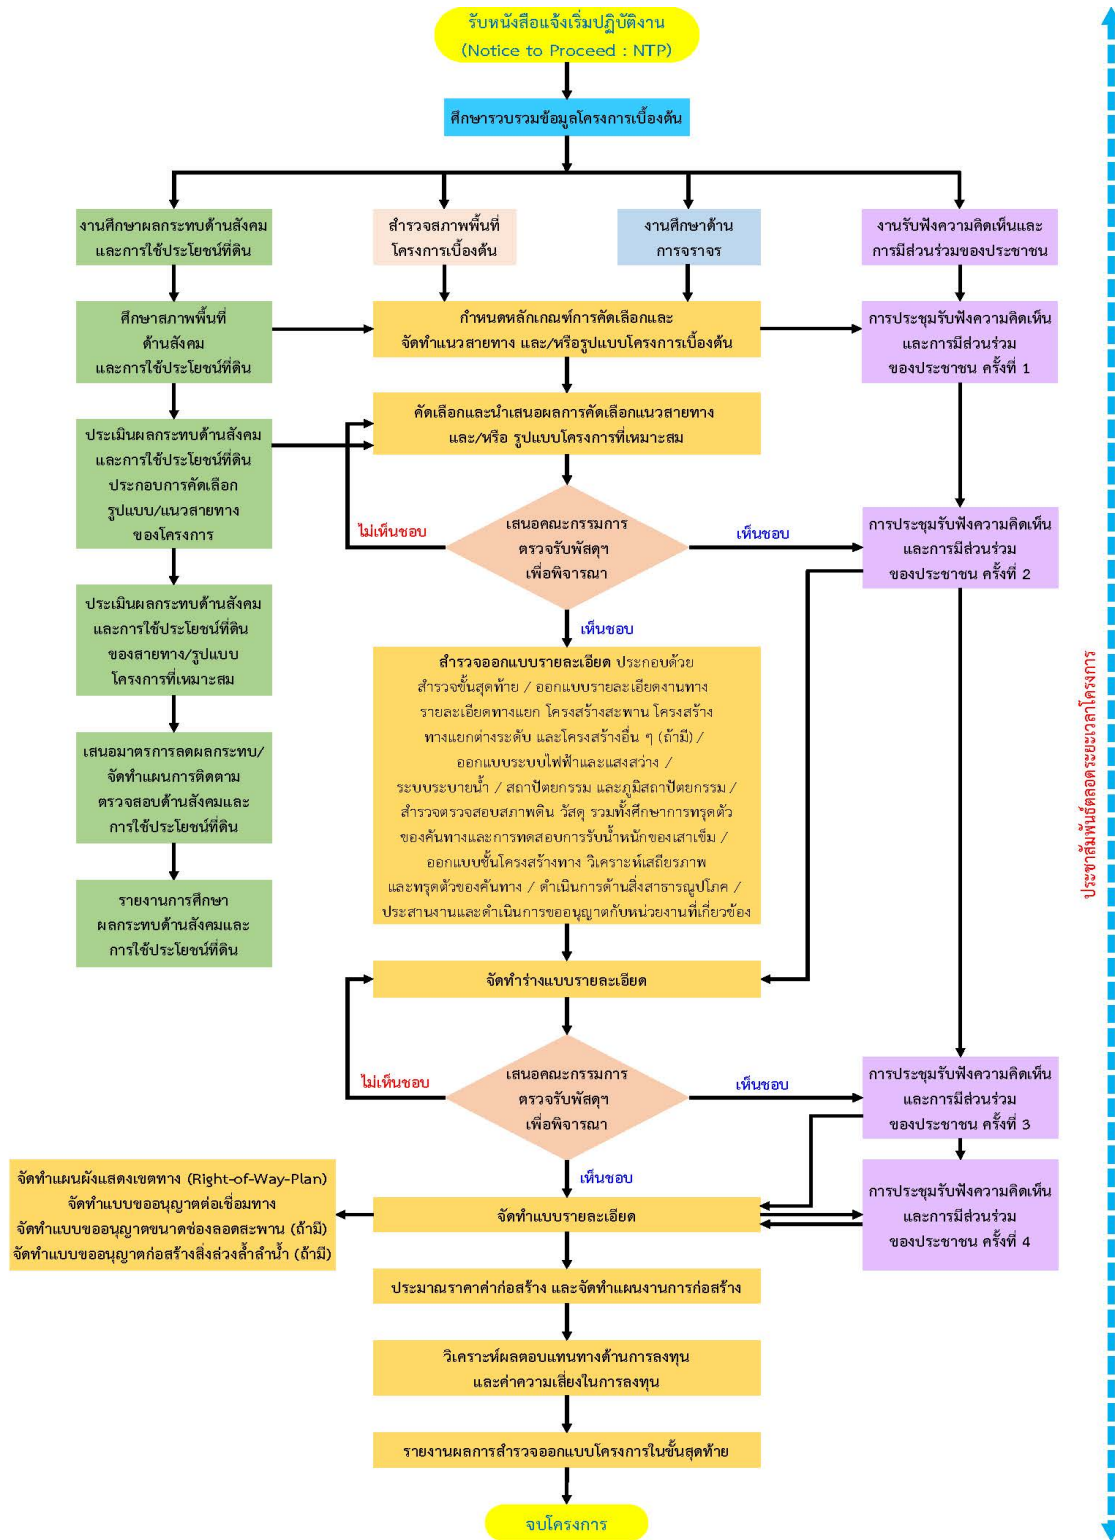 รับหนังสือแจ้งเริ่มปฏิบัติงาน
(Notice to Proceed : NTP)
ศึกษารวบรวมข้อมูลโครงการเบื้องต้น
งานศึกษาผลกระทบด้านสังคม
และการใช้ประโยชน์ที่ดิน
สำรวจสภาพพื้นที่
โครงการเบื้องต้น
งานศึกษาด้าน
การจราจร
งานรับฟังความคิดเห็นและ
การมีส่วนร่วมของประชาชน
ศึกษาสภาพพื้นที่
ด้านสังคม
และการใช้ประโยชน์ที่ดิน
กำหนดหลักเกณฑ์การคัดเลือกและ
จัดทำแนวสายทาง และ/หรือรูปแบบโครงการเบื้องต้น
การประชุมรับฟังความคิดเห็น
และการมีส่วนร่วม
ของประชาชน ครั้งที่ 1
ประเมินผลกระทบด้านสังคม
และการใช้ประโยชน์ที่ดิน
ประกอบการคัดเลือก
รูปแบบ/แนวสายทาง
ของโครงการ
คัดเลือกและนำเสนอผลการคัดเลือกแนวสายทาง
และ/หรือ รูปแบบโครงการที่เหมาะสม
ไม่เห็นชอบ
เสนอคณะกรรมการ
ตรวจรับพัสดุฯ
เพื่อพิจารณา
เห็นชอบ
การประชุมรับฟังความคิดเห็น
และการมีส่วนร่วม
ของประชาชน ครั้งที่ 2
เห็นชอบ
ประเมินผลกระทบด้านสังคม
และการใช้ประโยชน์ที่ดิน
ของสายทาง/รูปแบบ
โครงการที่เหมาะสม
สำรวจออกแบบรายละเอียด ประกอบด้วย
สำรวจขั้นสุดท้าย / ออกแบบรายละเอียดงานทาง
รายละเอียดทางแยก โครงสร้างสะพาน โครงสร้าง
ทางแยกต่างระดับ และโครงสร้างอื่น ๆ (ถ้ามี) /
ออกแบบระบบไฟฟ้าและแสงสว่าง /
ระบบระบายน้ำ / สถาปัตยกรรม และภูมิสถาปัตยกรรม /
สำรวจตรวจสอบสภาพดิน วัสดุ รวมทั้งศึกษาการทรุดตัว
ของคันทางและการทดสอบการรับน้ำหนักของเสาเข็ม /
ออกแบบชั้นโครงสร้างทาง วิเคราะห์เสถียรภาพ
และทรุดตัวของคันทาง / ดำเนินการด้านสิ่งสาธารณูปโภค /
ประสานงานและดำเนินการขออนุญาตกับหน่วยงานที่เกี่ยวข้อง
เสนอมาตรการลดผลกระทบ/
จัดทำแผนการติดตาม
ตรวจสอบด้านสังคมและ
การใช้ประโยชน์ที่ดิน
รายงานการศึกษา
ผลกระทบด้านสังคมและ
การใช้ประโยชน์ที่ดิน
จัดทำร่างแบบรายละเอียด
ไม่เห็นชอบ
เสนอคณะกรรมการ
ตรวจรับพัสดุฯ
เพื่อพิจารณา
เห็นชอบ
การประชุมรับฟังความคิดเห็น
และการมีส่วนร่วม
ของประชาชน ครั้งที่ 3
เห็นชอบ
จัดทำแผนผังแสดงเขตทาง (Right-of-Way-Plan)
จัดทำแบบขออนุญาตต่อเชื่อมทาง
จัดทำแบบขออนุญาตขนาดช่องลอดสะพาน (ถ้ามี)
จัดทำแบบขออนุญาตก่อสร้างสิ่งล่วงล้ำลำน้ำ (ถ้ามี)
จัดทำแบบรายละเอียด
การประชุมรับฟังความคิดเห็น
และการมีส่วนร่วม
ของประชาชน ครั้งที่ 4
ประมาณราคาค่าก่อสร้าง และจัดทำแผนงานการก่อสร้าง
วิเคราะห์ผลตอบแทนทางด้านการลงทุน
และค่าความเสี่ยงในการลงทุน
รายงานผลการสำรวจออกแบบโครงการในขั้นสุดท้าย
จบโครงการ
ประชาสัมพันธ์ตลอดระยะเวลาโครงการ